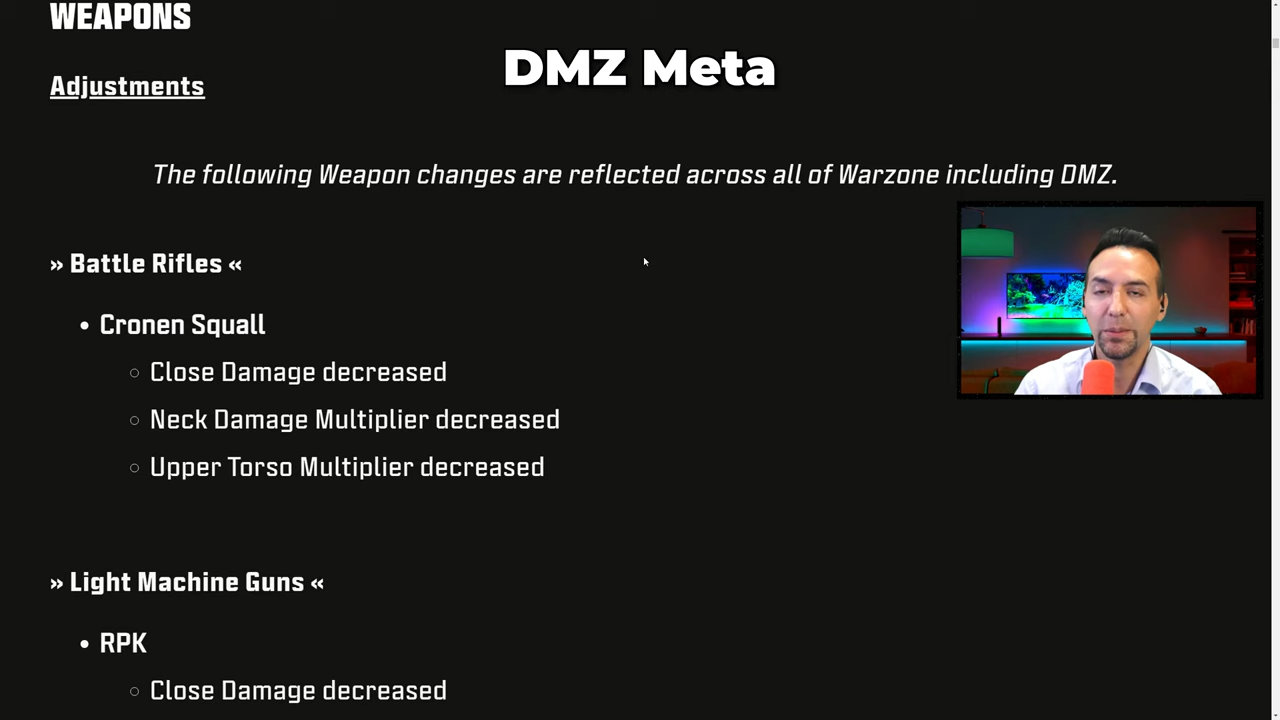 WEAPONS
DMZ Meta
Adjustments
The following Weapon changes are reflected across all of Warzone including DMZ.
» Battle Rifles «
• Cronen Squall
○ Close Damage decreased
○ Neck Damage Multiplier decreased
○ Upper Torso Multiplier decreased
» Light Machine Guns «
• RPK
○ Close Damage decreased